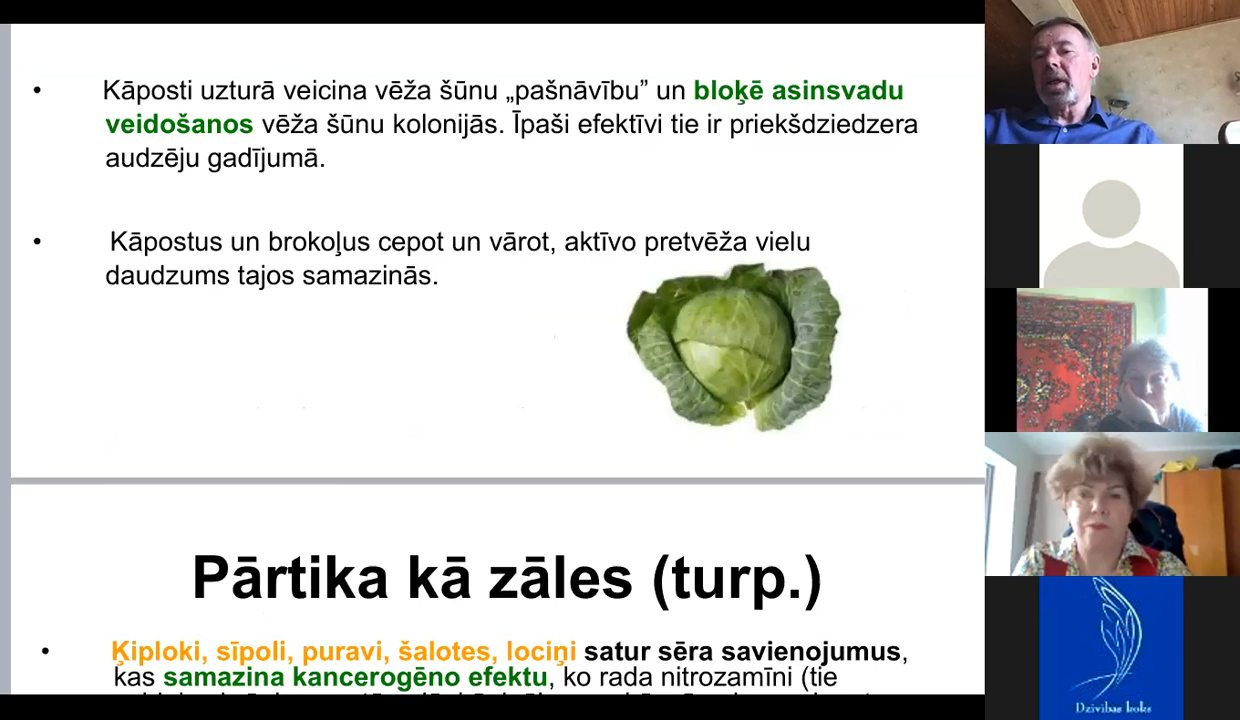 • Kāposti uzturā veicina vēža šūnu „pašnāvību” un bloķē asinsvadu
veidošanos vēža šūnu kolonijās. Īpaši efektīvi tie ir priekšdziedzera
audzēju gadījumā.
• Kāpostus un brokoļus cepot un vārot, aktīvo pretvēža vielu
daudzums tajos samazinās.
Pārtika kā zāles (turp.)
• Ķiploki, sīpoli, puravi, šalotes, lociņi satur sēra savienojumus,
kas samazina kancerogēno efektu, ko rada nitrozamīni (tie
Dzīvības koks